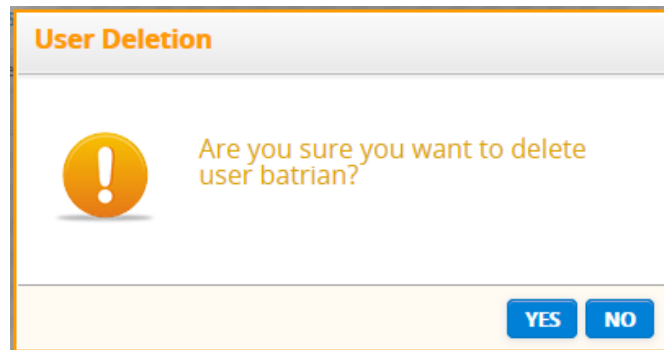 User Deletion
Are you sure you want to delete
user batrian?
YES NO